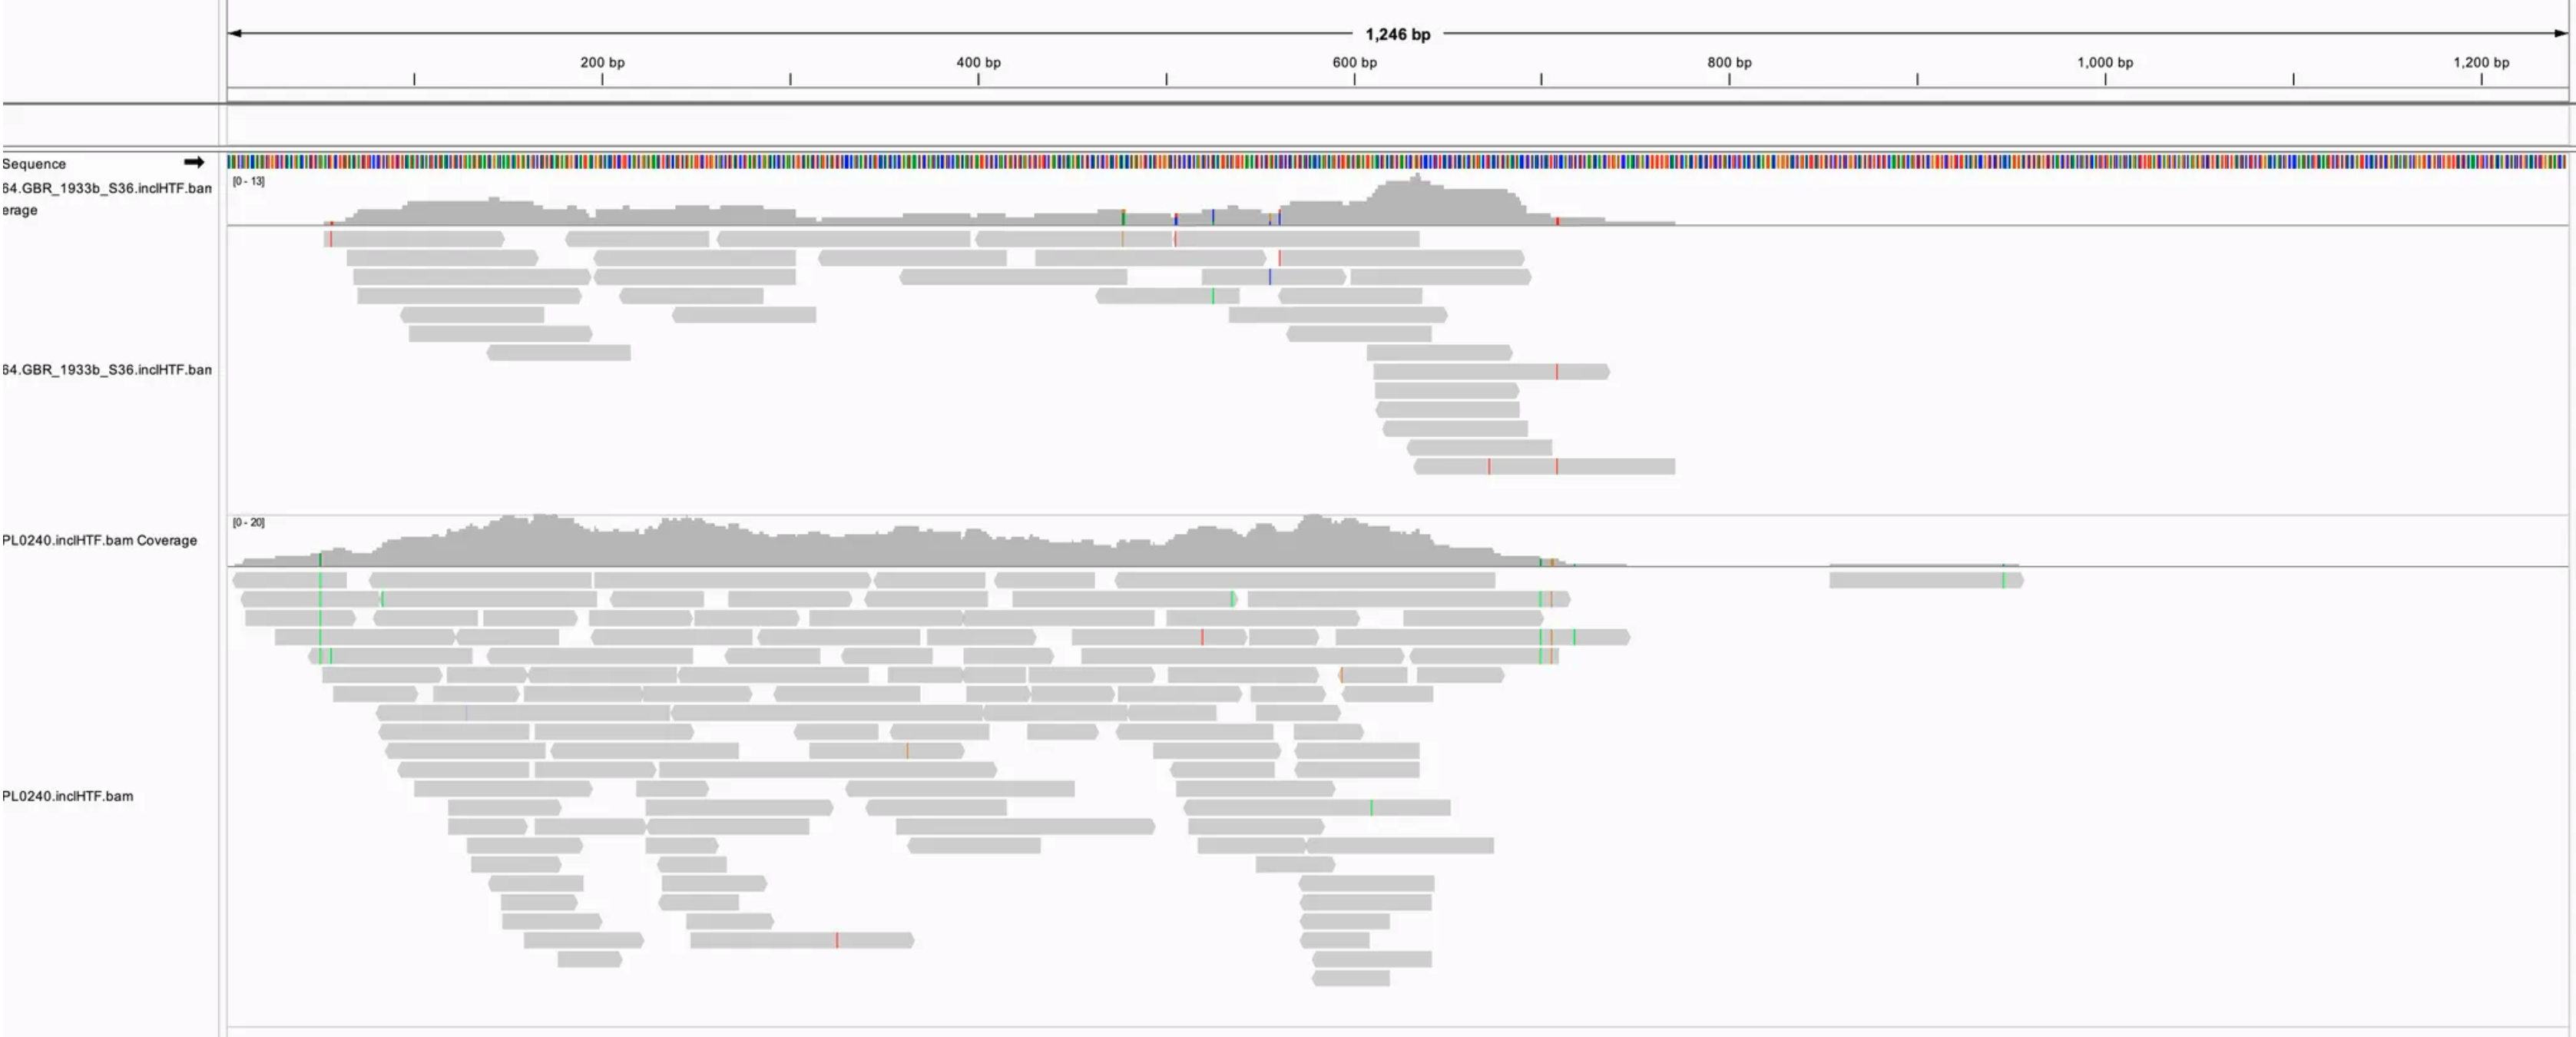 1,246 bp
200 bp 400 bp 600 bp 800 bp 1,000 bp 1,200 bp
Sequence
64.GBR_1933b_S36.inclHTF.ban
erage
[0 - 13]
64.GBR_1933b_S36.inclHTF.ban
[0 - 20]
PL0240.inclHTF.bam Coverage
PL0240.inclHTF.bam